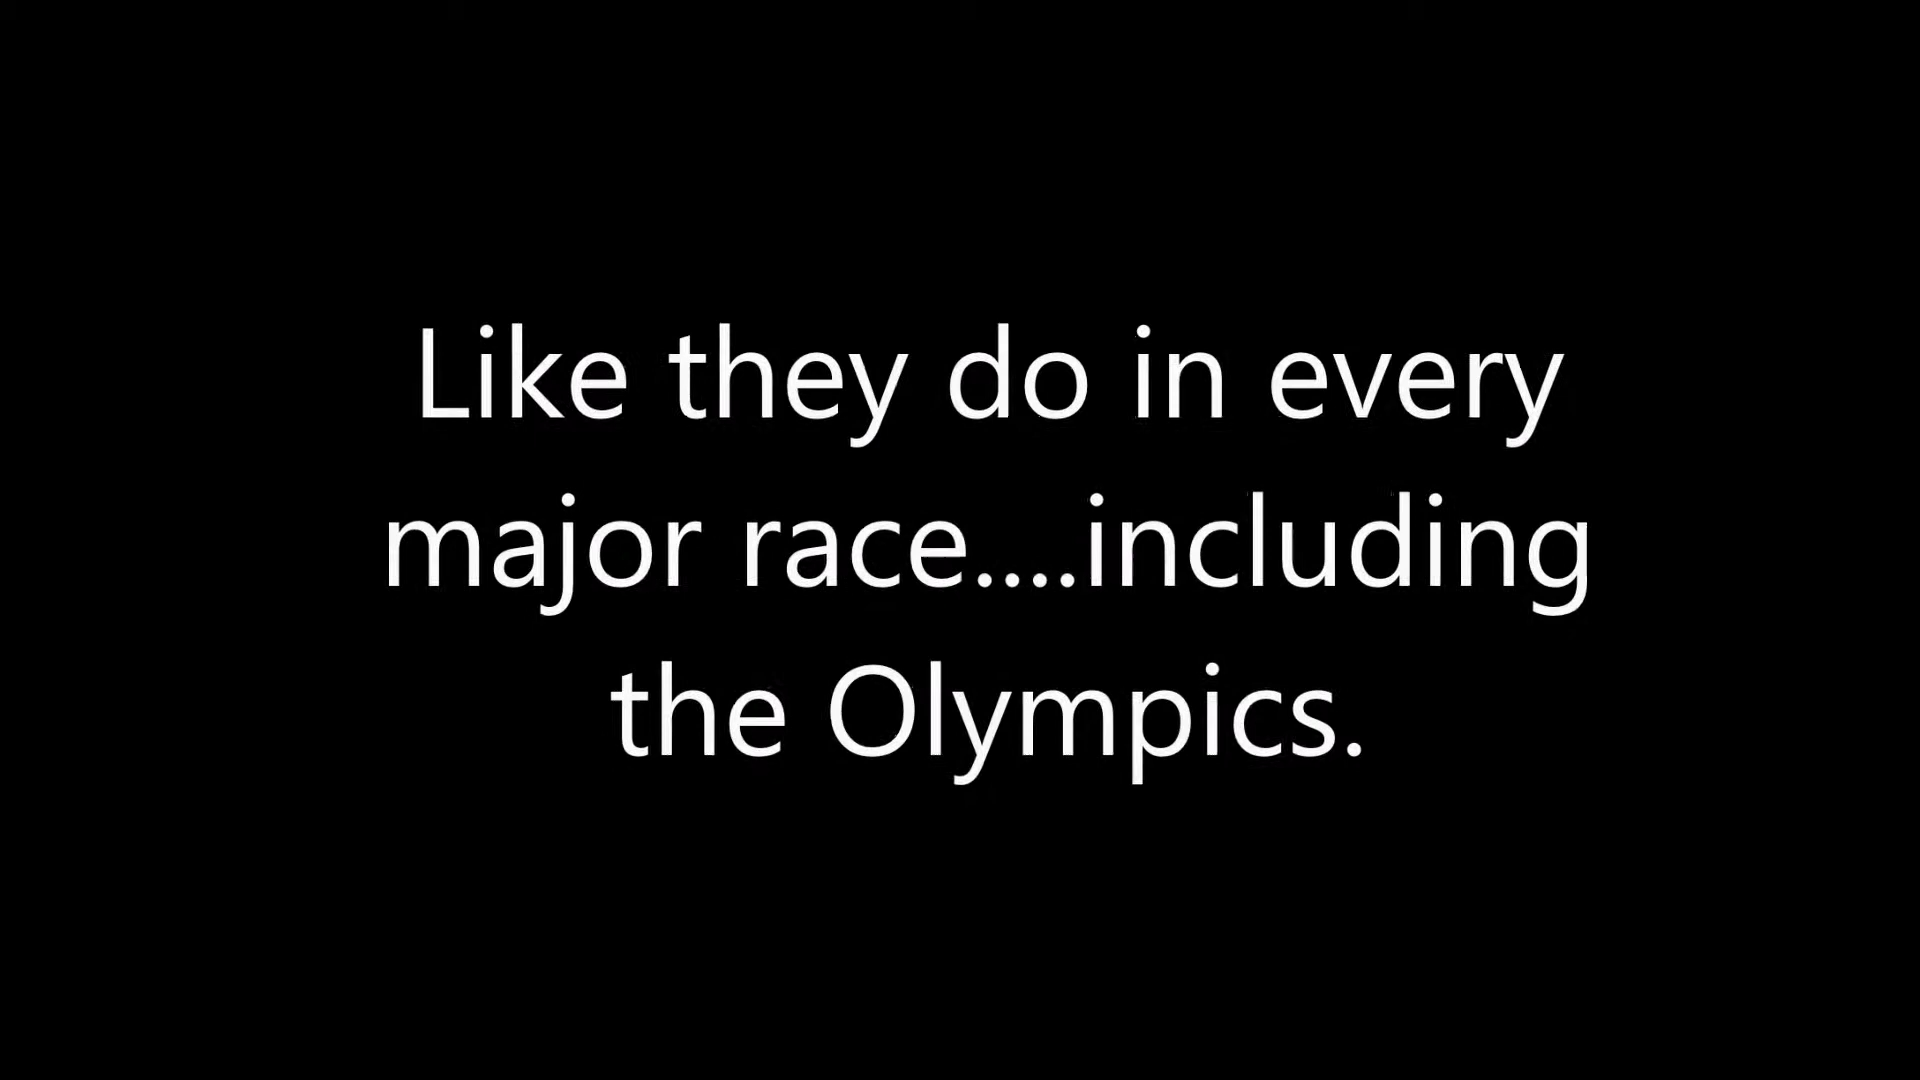 Like they do in every
major race....including
the Olympics.